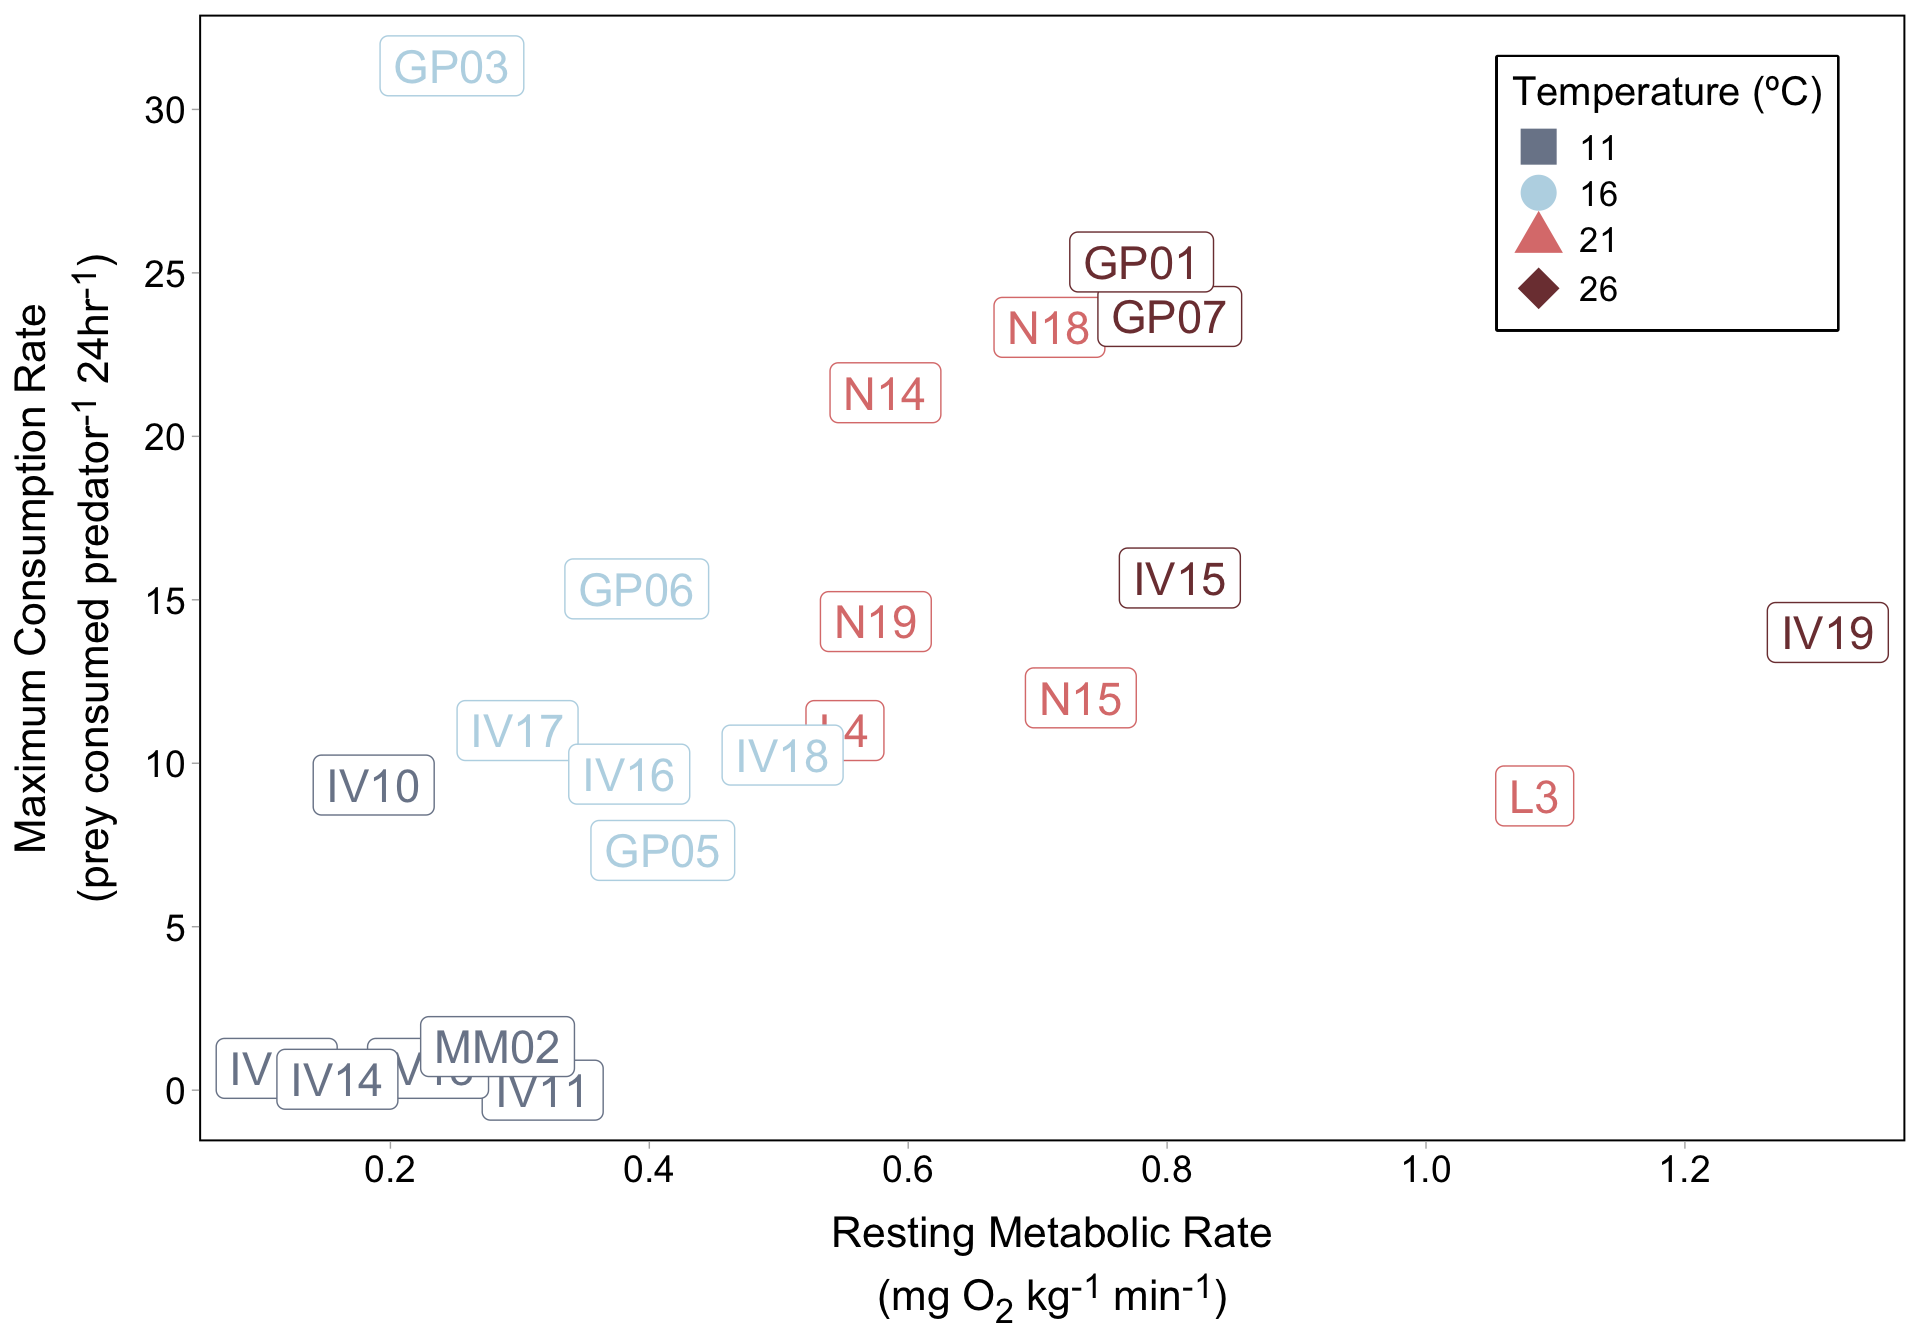 GP03
30
Temperature (ºC)
11
16
21
26
GP01
25
GP07
N18
N14
20
IV15
GP06
15
N19
IV19
N15
IV17
IV18
10
IV16
IV10
L3
GP05
5
MM02
IV14
IV11
0
0.2 0.4 0.6 0.8 1.0 1.2
Resting Metabolic Rate
(mg O₂ kg⁻¹ min⁻¹)
Maximum Consumption Rate
(prey consumed predator⁻¹ 24hr⁻¹)